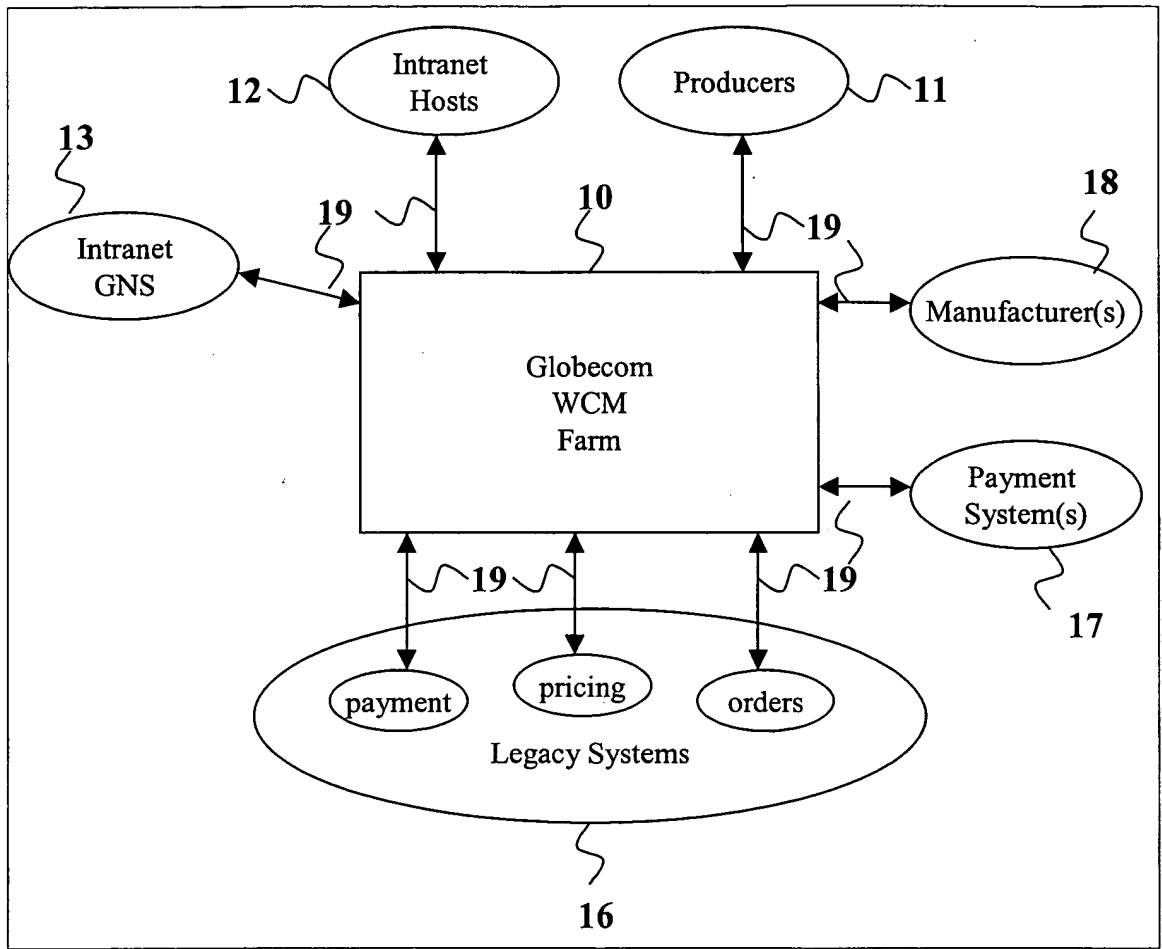 Intranet
Hosts
12
Producers
11
13
Intranet
GNS
19
19
10
19
18
Manufacturer(s)
Globecom
WCM
Farm
Payment
System(s)
17
19
19
19
payment
pricing
orders
Legacy Systems
16